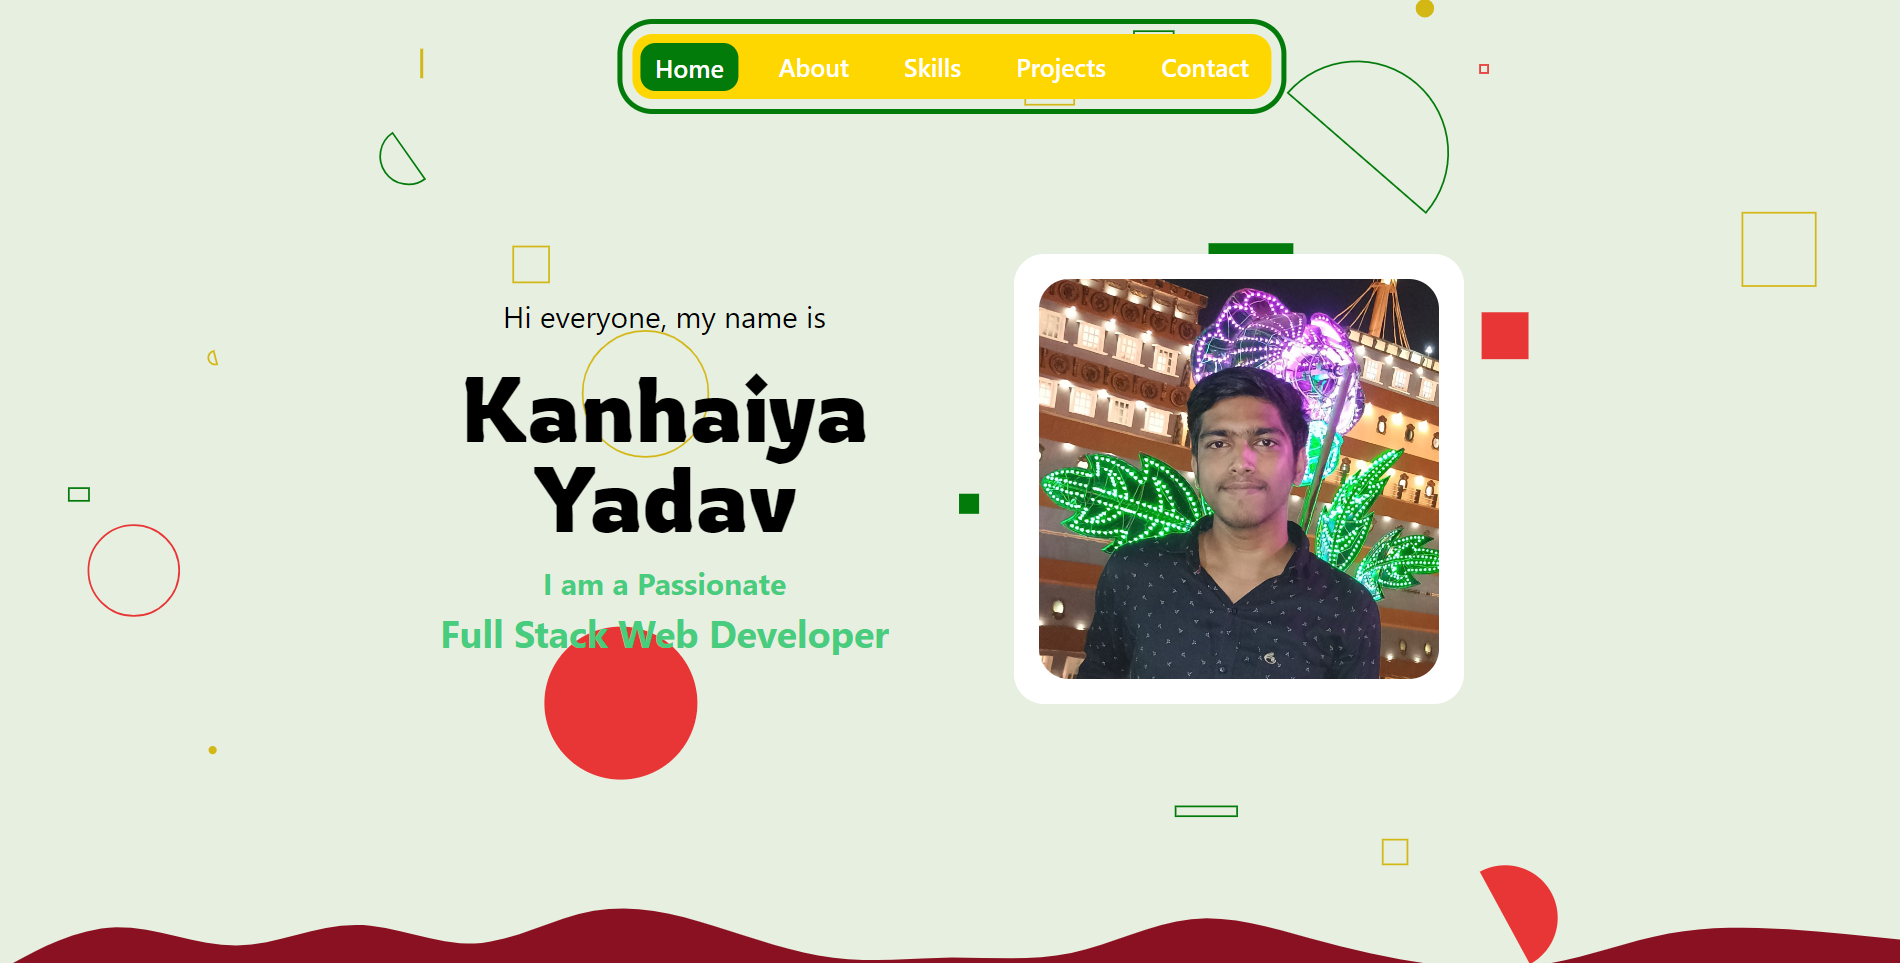 Home About Skills Projects Contact
Hi everyone, my name is
Kanhaiya
Yadav
I am a Passionate
Full Stack Web Developer